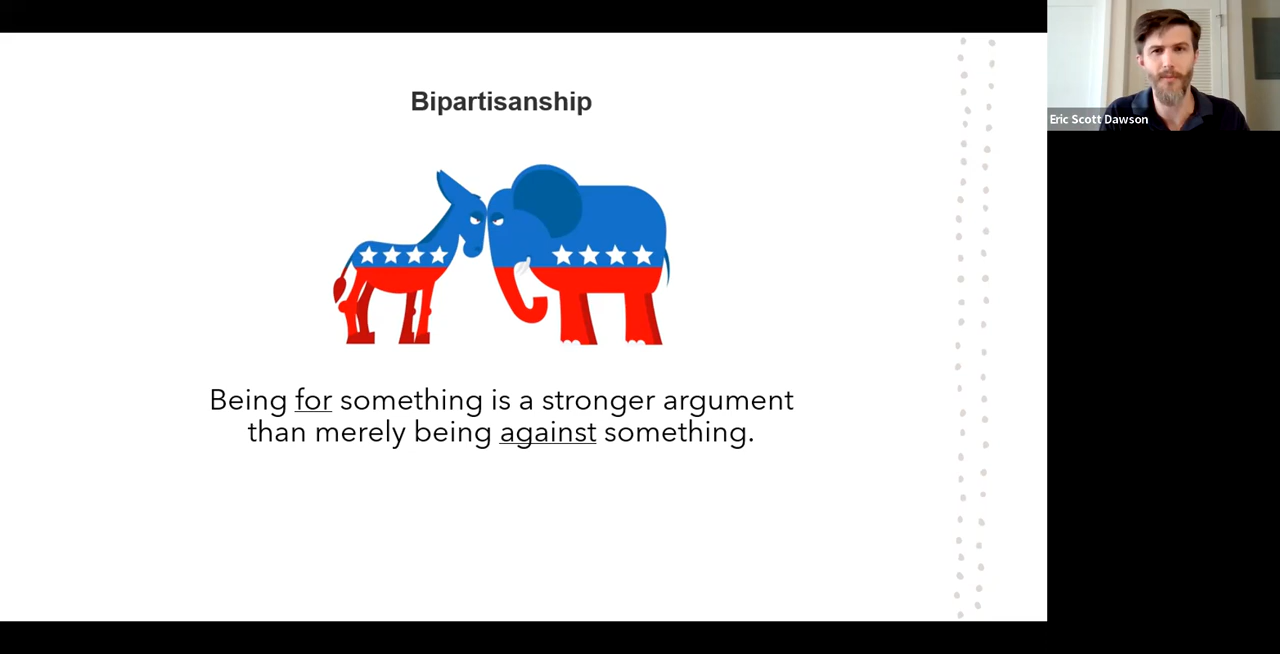 Bipartisanship
Being for something is a stronger argument
than merely being against something.
Eric Scott Dawson